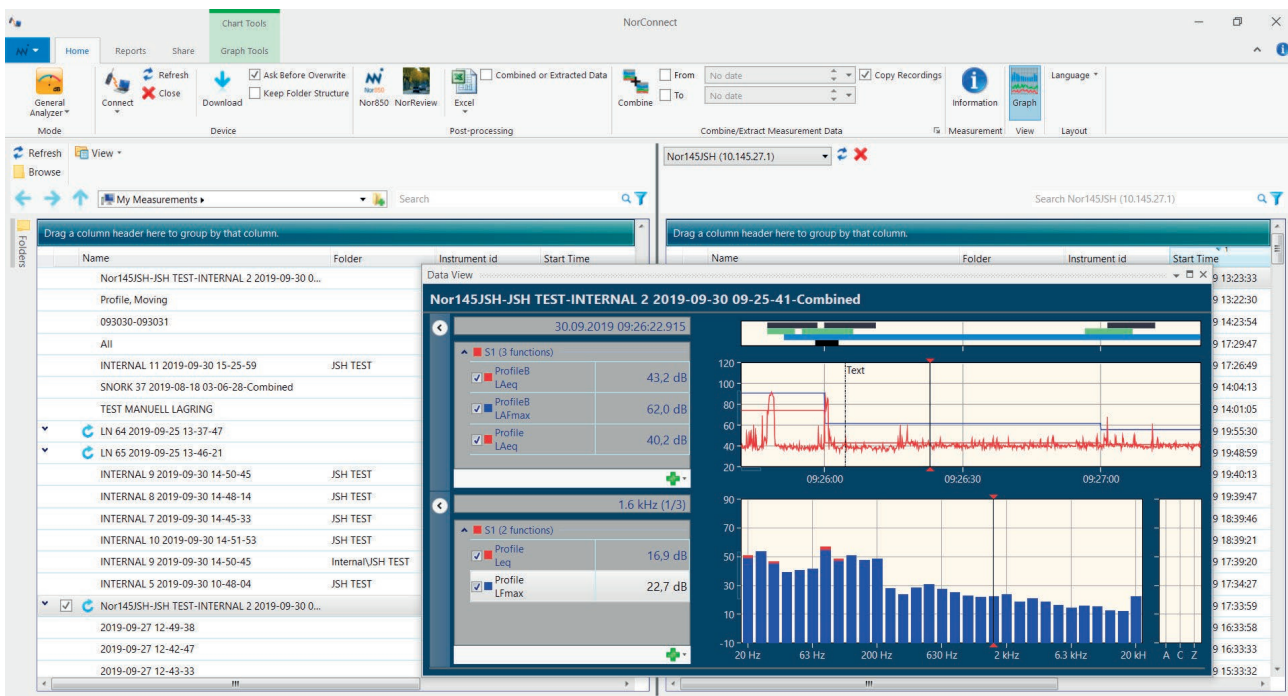 Chart Tools
NorConnect
Home Reports Share Graph Tools
General Analyzer
Connect
Refresh
Close
Download
Ask Before Overwrite
Keep Folder Structure
Nor850 NorReview
Excel
Combined or Extracted Data
Combine
From No date
To No date
Copy Recordings
Information
Graph
Language
Mode Device Post-processing Combine/Extract Measurement Data Measurement View Layout
Refresh View
Browse
My Measurements
Search
Folders
Drag a column header here to group by that column.
Name Folder Instrument id Start Time
Nor145JSH-JSH TEST-INTERNAL 2 2019-09-30 0...
Profile, Moving
093030-093031
All
INTERNAL 11 2019-09-30 15-25-59 JSH TEST
SNORK 37 2019-08-18 03-06-28-Combined
TEST MANUELL LAGRING
LN 64 2019-09-25 13-37-47
LN 65 2019-09-25 13-46-21
INTERNAL 9 2019-09-30 14-50-45 JSH TEST
INTERNAL 8 2019-09-30 14-48-14 JSH TEST
INTERNAL 7 2019-09-30 14-45-33 JSH TEST
INTERNAL 10 2019-09-30 14-51-53 JSH TEST
INTERNAL 9 2019-09-30 14-50-45 Internal\JSH TEST
INTERNAL 5 2019-09-30 10-48-04 JSH TEST
Nor145JSH-JSH TEST-INTERNAL 2 2019-09-30 0...
2019-09-27 12-49-38
2019-09-27 12-42-47
2019-09-27 12-43-33
Nor145JSH (10.145.27.1)
Search Nor145JSH (10.145.27.1)
Drag a column header here to group by that column.
Name Folder Instrument id Start Time
1
9 13:23:33
9 13:22:30
9 14:23:54
9 17:29:47
9 17:26:49
9 14:04:13
9 14:01:05
9 19:55:30
9 19:48:59
9 19:40:13
9 19:39:47
9 18:39:46
9 18:39:21
9 17:39:20
9 17:34:27
9 17:33:59
9 16:33:58
9 16:33:33
9 15:33:32
Data View
Nor145JSH-JSH TEST-INTERNAL 2 2019-09-30 09-25-41-Combined
30.09.2019 09:26:22.915
S1 (3 functions)
ProfileB LAeq 43,2 dB
ProfileB LAFmax 62,0 dB
Profile LAeq 40,2 dB
120
100
80
60
40
20
Text
09:26:00 09:26:30 09:27:00
1.6 kHz (1/3)
S1 (2 functions)
Profile Leq 16,9 dB
Profile LFmax 22,7 dB
90
70
50
30
10
-10
20 Hz 63 Hz 200 Hz 630 Hz 2 kHz 6.3 kHz 20 kH A C Z